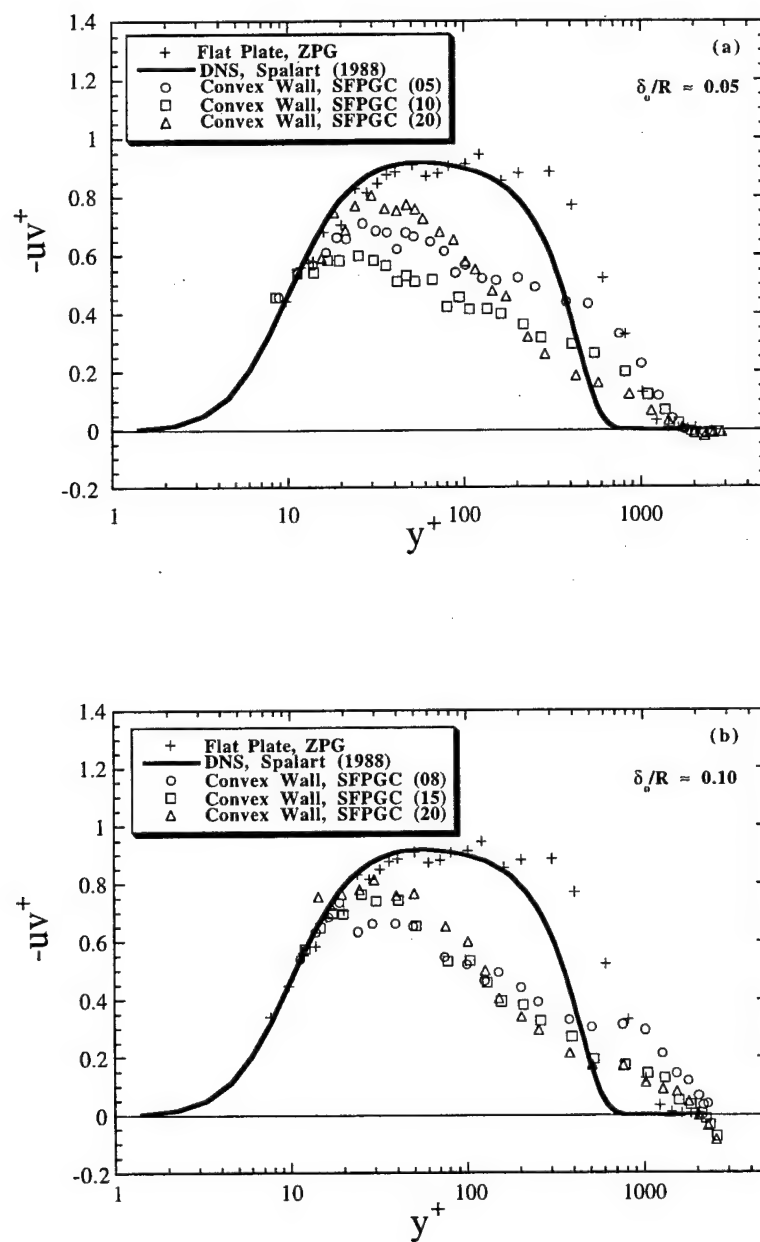 1.4
1.2
1
0.8
0.6
0.4
0.2
0
-0.2
-uv+
Flat Plate, ZPG
DNS, Spalart (1988)
Convex Wall, SFPGC (05)
Convex Wall, SFPGC (10)
Convex Wall, SFPGC (20)
(a)
δo/R ≈ 0.05
1
10
100
1000
y+
1.4
1.2
1
0.8
0.6
0.4
0.2
0
-0.2
-uv+
Flat Plate, ZPG
DNS, Spalart (1988)
Convex Wall, SFPGC (08)
Convex Wall, SFPGC (15)
Convex Wall, SFPGC (20)
(b)
δo/R ≈ 0.10
1
10
100
1000
y+